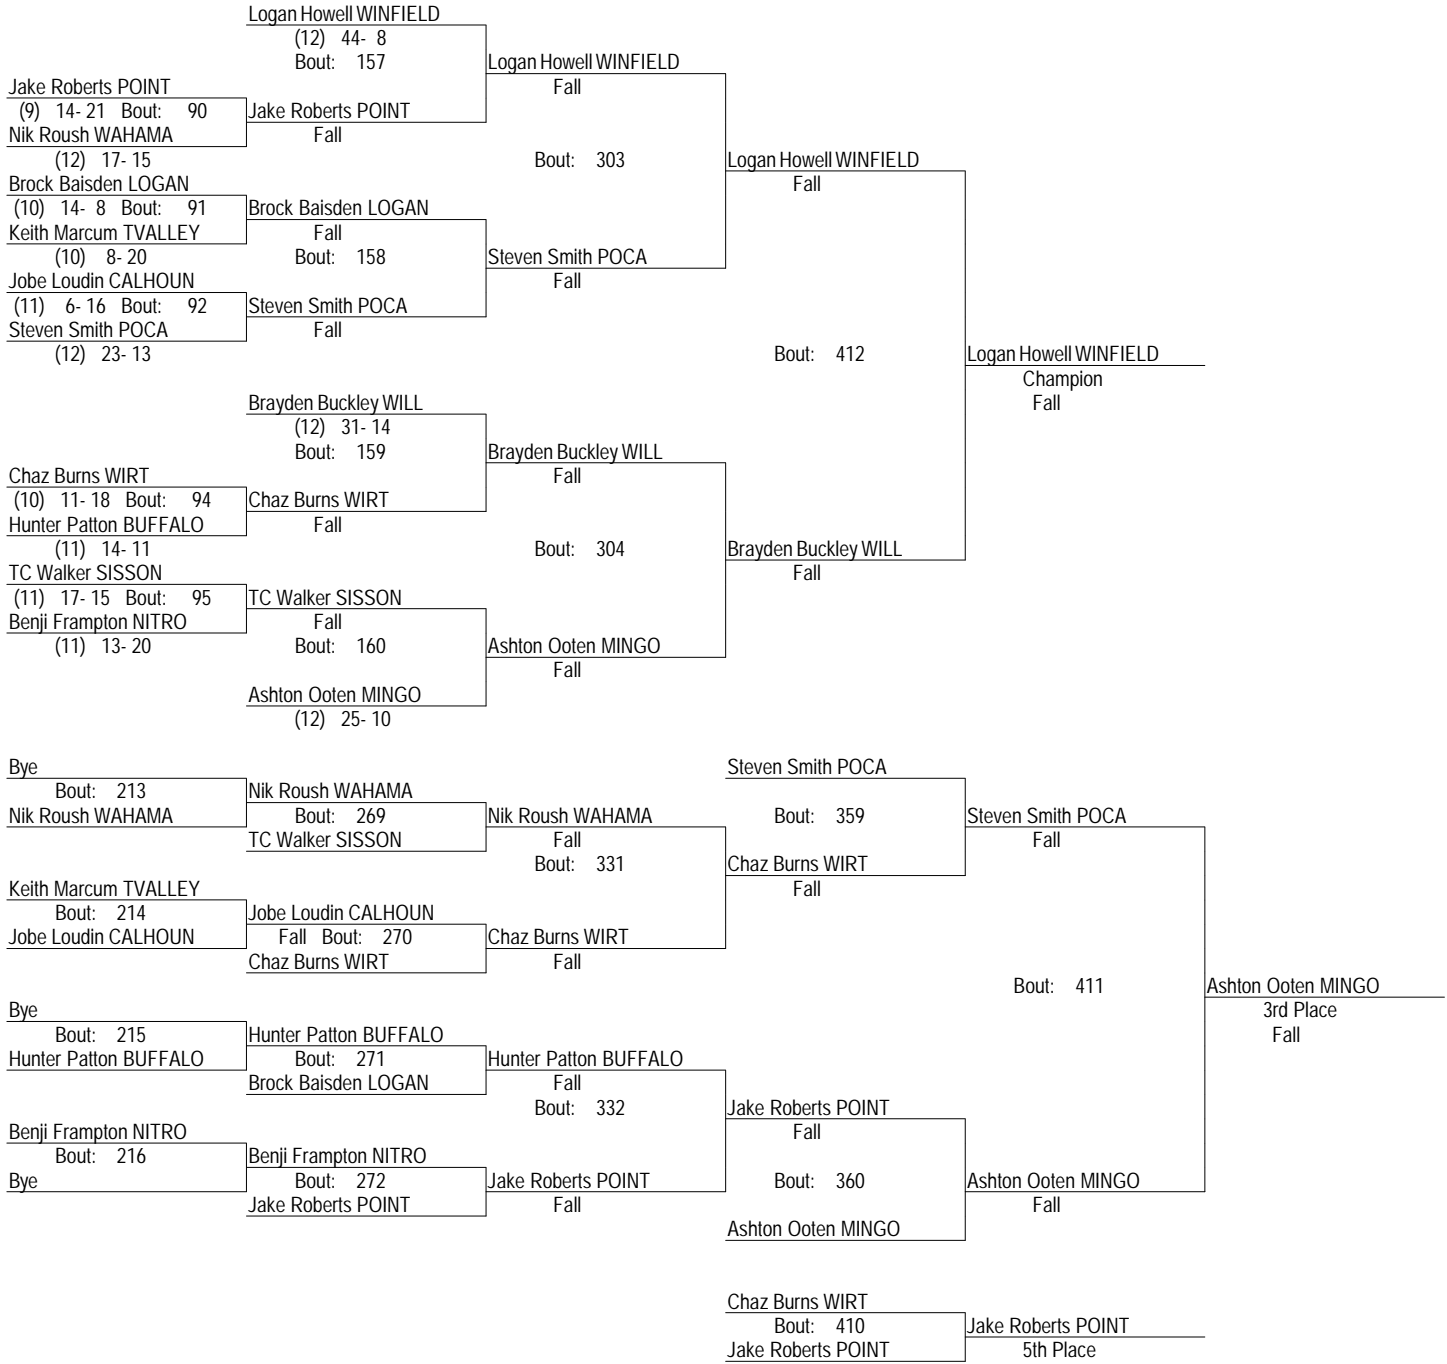 Logan Howell WINFIELD
(12) 44- 8
Bout: 157
Logan Howell WINFIELD
Fall
Jake Roberts POINT
(9) 14- 21 Bout: 90
Jake Roberts POINT
Nik Roush WAHAMA
Fall
(12) 17- 15
Bout: 303
Logan Howell WINFIELD
Fall
Brock Baisden LOGAN
(10) 14- 8 Bout: 91
Brock Baisden LOGAN
Keith Marcum TVALLEY
Fall
(10) 8- 20
Bout: 158
Steven Smith POCA
Fall
Jobe Loudin CALHOUN
(11) 6- 16 Bout: 92
Steven Smith POCA
Steven Smith POCA
Fall
(12) 23- 13
Bout: 412
Logan Howell WINFIELD
Champion
Fall
Brayden Buckley WILL
(12) 31- 14
Bout: 159
Brayden Buckley WILL
Fall
Chaz Burns WIRT
(10) 11- 18 Bout: 94
Chaz Burns WIRT
Hunter Patton BUFFALO
Fall
(11) 14- 11
Bout: 304
Brayden Buckley WILL
Fall
TC Walker SISSON
(11) 17- 15 Bout: 95
TC Walker SISSON
Benji Frampton NITRO
Fall
(11) 13- 20
Bout: 160
Ashton Ooten MINGO
Fall
Ashton Ooten MINGO
(12) 25- 10
Bye
Bout: 213
Nik Roush WAHAMA
Nik Roush WAHAMA
Bout: 269
TC Walker SISSON
Nik Roush WAHAMA
Fall
Bout: 331
Steven Smith POCA
Bout: 359
Steven Smith POCA
Fall
Chaz Burns WIRT
Fall
Keith Marcum TVALLEY
Bout: 214
Jobe Loudin CALHOUN
Jobe Loudin CALHOUN
Fall Bout: 270
Chaz Burns WIRT
Chaz Burns WIRT
Fall
Bout: 411
Ashton Ooten MINGO
3rd Place
Fall
Bye
Bout: 215
Hunter Patton BUFFALO
Hunter Patton BUFFALO
Bout: 271
Brock Baisden LOGAN
Hunter Patton BUFFALO
Fall
Bout: 332
Jake Roberts POINT
Fall
Benji Frampton NITRO
Bout: 216
Bye
Benji Frampton NITRO
Bout: 272
Jake Roberts POINT
Jake Roberts POINT
Fall
Bout: 360
Ashton Ooten MINGO
Fall
Ashton Ooten MINGO
Chaz Burns WIRT
Bout: 410
Jake Roberts POINT
Jake Roberts POINT
5th Place